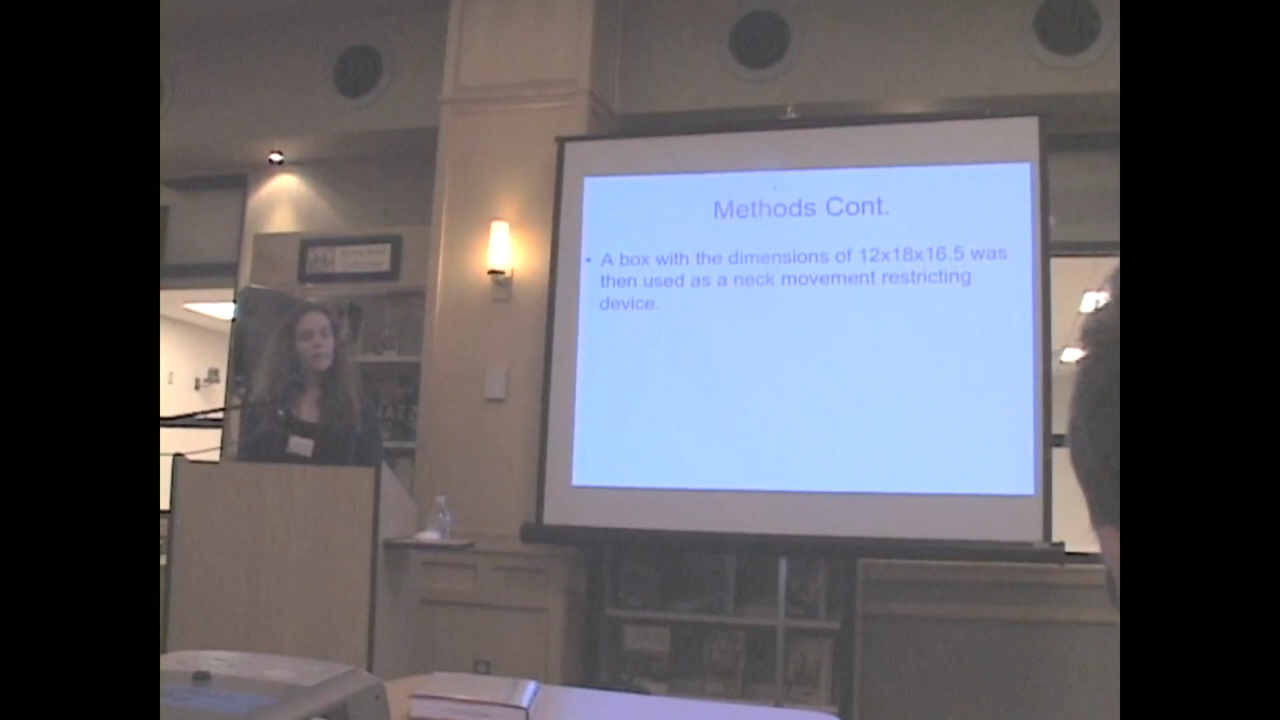 Methods Cont.
• A box with the dimensions of 12x18x16.5 was
then used as a neck movement restricting
device.